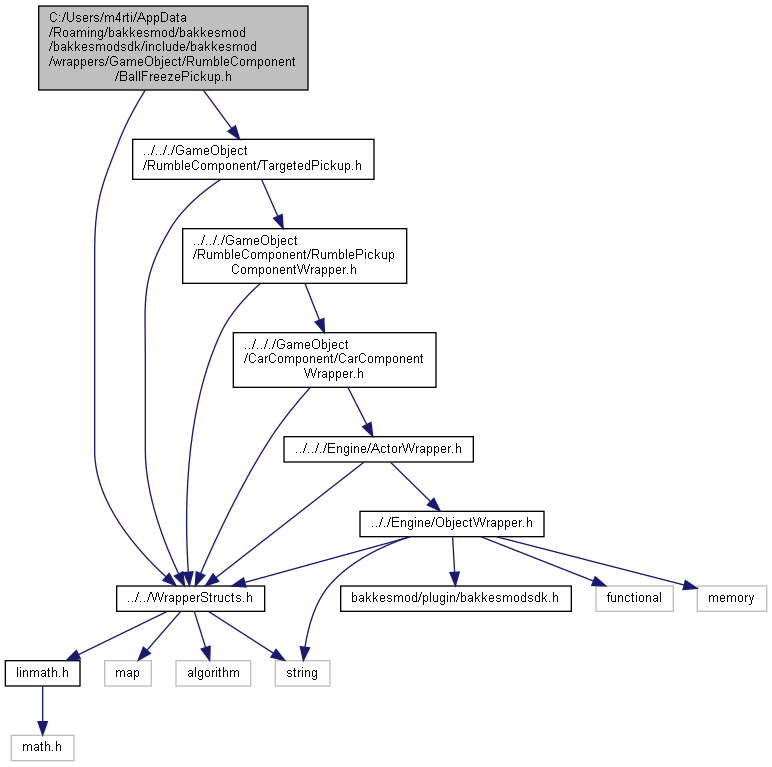 C:/Users/m4rti/AppData
/Roaming/bakkesmod/bakkesmod
/bakkesmodsdk/include/bakkesmod
/wrappers/GameObject/RumbleComponent
/BallFreezePickup.h
../.././GameObject
/RumbleComponent/TargetedPickup.h
../.././GameObject
/RumbleComponent/RumblePickup
ComponentWrapper.h
../.././GameObject
/CarComponent/CarComponent
Wrapper.h
../.././Engine/ActorWrapper.h
.././Engine/ObjectWrapper.h
../../WrapperStructs.h
bakkesmod/plugin/bakkesmodsdk.h
functional
memory
linmath.h
map
algorithm
string
math.h